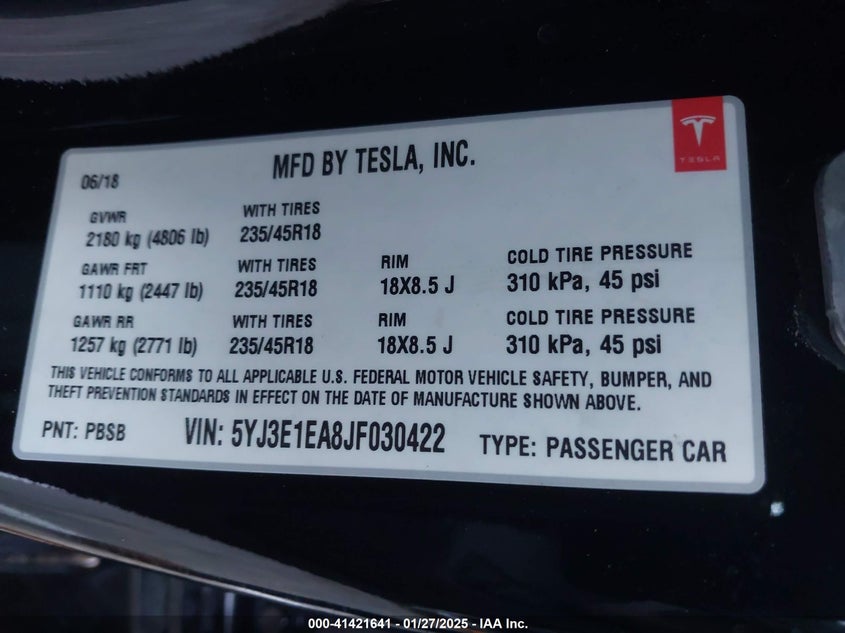 TESLA
06/18
MFD BY TESLA, INC.
GVWR
2180 kg (4806 lb)
WITH TIRES
235/45R18
GAWR FRT
1110 kg (2447 lb)
WITH TIRES
235/45R18
RIM
18X8.5 J
COLD TIRE PRESSURE
310 kPa, 45 psi
GAWR RR
1257 kg (2771 lb)
WITH TIRES
235/45R18
RIM
18X8.5 J
COLD TIRE PRESSURE
310 kPa, 45 psi
THIS VEHICLE CONFORMS TO ALL APPLICABLE U.S. FEDERAL MOTOR VEHICLE SAFETY, BUMPER, AND
THEFT PREVENTION STANDARDS IN EFFECT ON THE DATE OF MANUFACTURE SHOWN ABOVE.
PNT: PBSB
VIN: 5YJ3E1EA8JF030422
TYPE: PASSENGER CAR
000-41421641 - 01/27/2025 - IAA Inc.